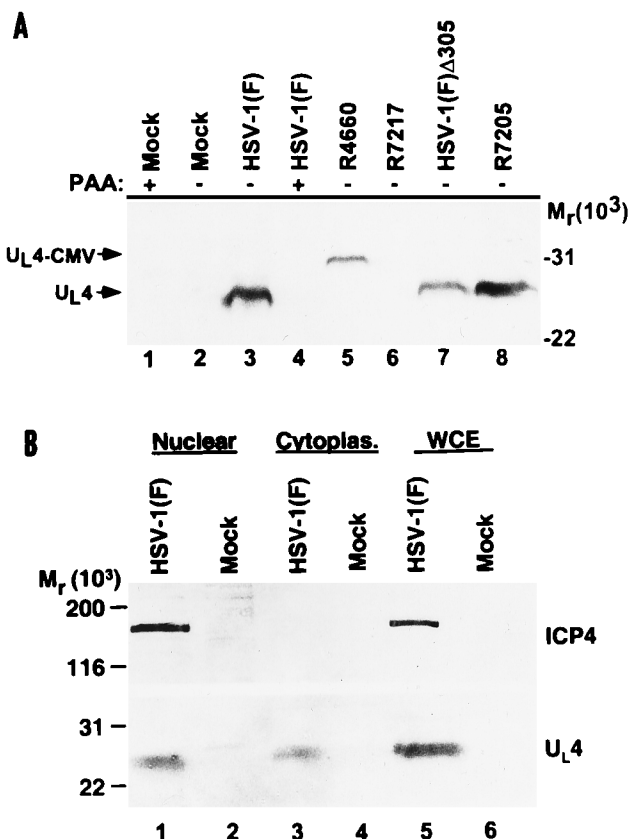 A
PAA:
+ Mock
- Mock
- HSV-1(F)
+ HSV-1(F)
- R4660
- R7217
- HSV-1(F)Δ305
- R7205
Mr(10³)
UL4-CMV
UL4
-31
-22
1 2 3 4 5 6 7 8
B
Nuclear Cytoplas. WCE
HSV-1(F) Mock HSV-1(F) Mock HSV-1(F) Mock
Mr (10³)
200
116
ICP4
31
22
UL4
1 2 3 4 5 6